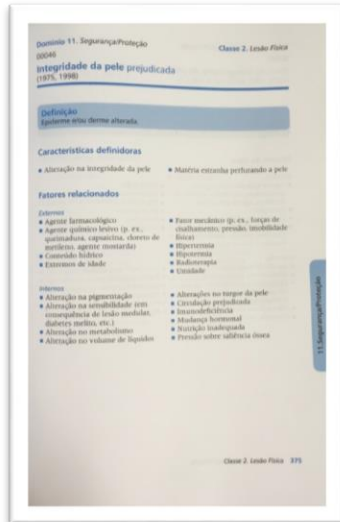 Domínio 11. Segurança/Proteção
Classe 2. Lesão Física
00046
Integridade da pele prejudicada
(1975, 1998)
Definição
Epiderme e/ou derme alterada.
Características definidoras
■ Alteração na integridade da pele
■ Matéria estranha perfurando a pele
Fatores relacionados
Externos
■ Agente farmacológico
■ Agente químico lesivo (p. ex.,
queimadura, capsaicina, cloreto de
metileno, agente mostarda)
■ Conteúdo hídrico
■ Extremos de idade
■ Fator mecânico (p. ex., forças de
cisalhamento, pressão, imobilidade
física)
■ Hipertermia
■ Hipotermia
■ Radioterapia
■ Umidade
Internos
■ Alteração na pigmentação
■ Alteração na sensibilidade (em
consequência de lesão medular,
diabetes melito, etc.)
■ Alteração no metabolismo
■ Alteração no volume de líquidos
■ Alterações no turgor da pele
■ Circulação prejudicada
■ Imunodeficiência
■ Mudança hormonal
■ Nutrição inadequada
■ Pressão sobre saliência óssea
11.Segurança/Proteção
Classe 2. Lesão Física 375